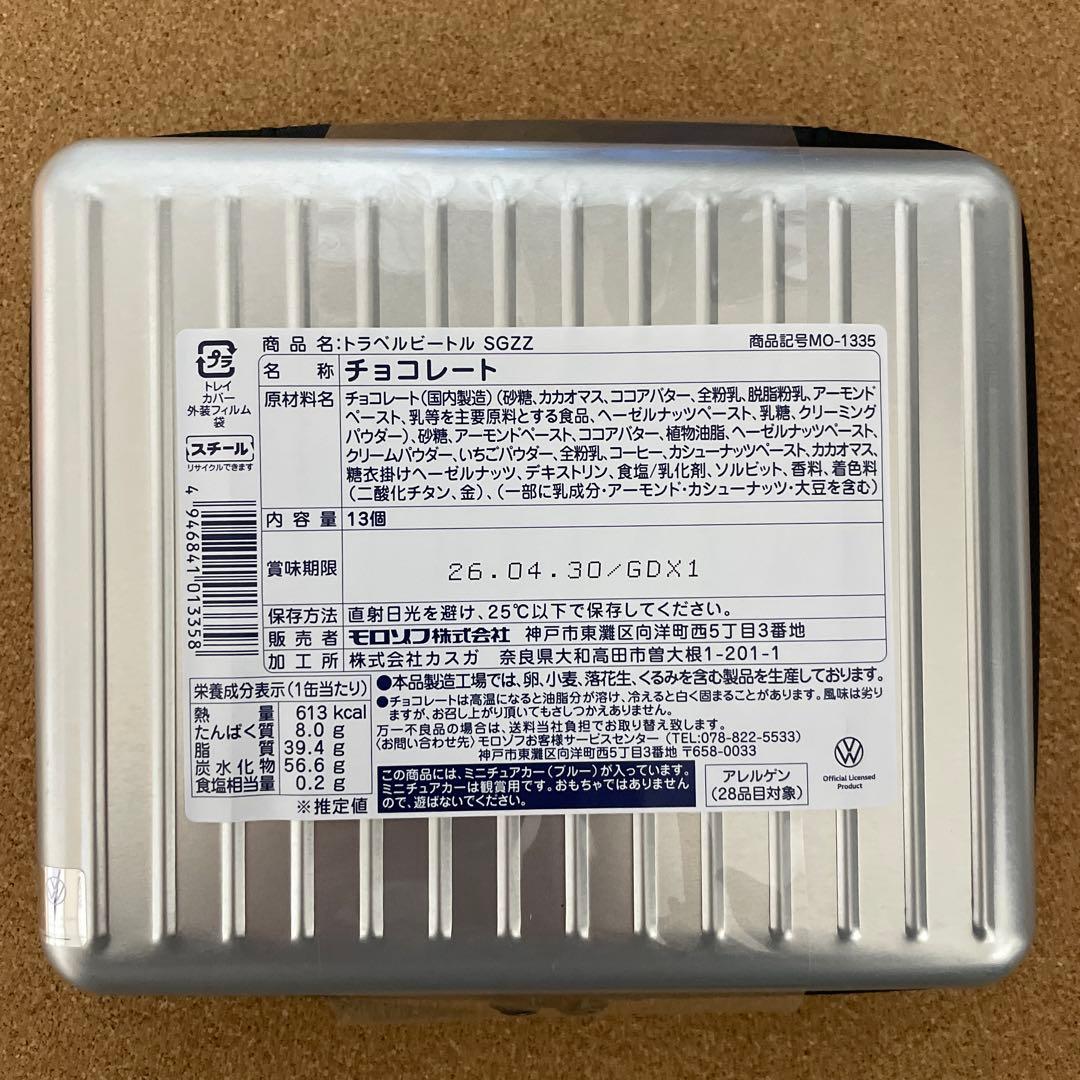 商品名:トラベルビートル SGZZ 商品記号MO-1335
プラ
トレイ
カバー
外装フィルム
袋
スチール
リサイクルできます
4 946841 013358
名称 チョコレート
原材料名 チョコレート(国内製造)(砂糖、カカオマス、ココアバター、全粉乳、脱脂粉乳、アーモンド
ペースト、乳等を主要原料とする食品、ヘーゼルナッツペースト、乳糖、クリーミング
パウダー)、砂糖、アーモンドペースト、ココアバター、植物油脂、ヘーゼルナッツペースト、
クリームパウダー、いちごパウダー、全粉乳、コーヒー、カシューナッツペースト、カカオマス、
糖衣掛けヘーゼルナッツ、デキストリン、食塩/乳化剤、ソルビット、香料、着色料
(二酸化チタン、金)、(一部に乳成分・アーモンド・カシューナッツ・大豆を含む)
内容量 13個
賞味期限 26.04.30/GDX1
保存方法 直射日光を避け、25℃以下で保存してください。
販売者 モロゾフ株式会社 神戸市東灘区向洋町西5丁目3番地
加工所 株式会社カスガ 奈良県大和高田市曽大根1-201-1
栄養成分表示(1缶当たり)
熱量 613 kcal
たんぱく質 8.0 g
脂質 39.4 g
炭水化物 56.6 g
食塩相当量 0.2 g
※推定値
●本品製造工場では、卵、小麦、落花生、くるみを含む製品を生産しております。
●チョコレートは高温になると油脂分が溶け、冷えると白く固まることがあります。風味は劣り
ますが、お召し上がり頂いてもさしつかえありません。
万一不良品の場合は、送料当社負担でお取り替え致します。
〈お問い合わせ先〉モロゾフお客様サービスセンター(TEL:078-822-5533)
神戸市東灘区向洋町西5丁目3番地 〒658-0033
この商品には、ミニチュアカー(ブルー)が入っています。
ミニチュアカーは観賞用です。おもちゃではありません
ので、遊ばないでください。
アレルゲン
(28品目対象)
Official Licensed
Product